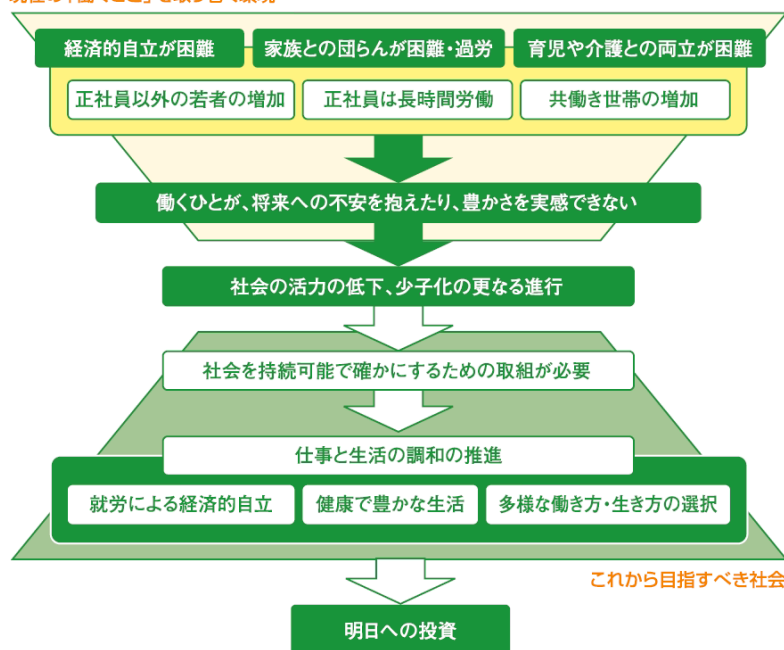 経済的自立が困難
家族との団らんが困難・過労
育児や介護との両立が困難
正社員以外の若者の増加
正社員は長時間労働
共働き世帯の増加
働くひとが、将来への不安を抱えたり、豊かさを実感できない
社会の活力の低下、少子化の更なる進行
社会を持続可能で確かにするための取組が必要
仕事と生活の調和の推進
就労による経済的自立
健康で豊かな生活
多様な働き方・生き方の選択
これから目指すべき社会
明日への投資